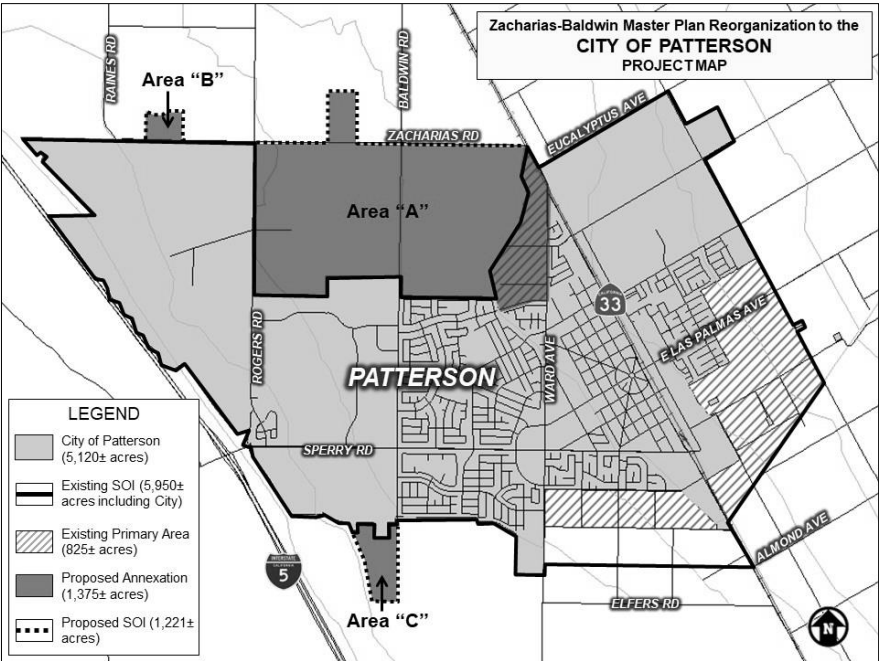 Zacharias-Baldwin Master Plan Reorganization to the
CITY OF PATTERSON
PROJECT MAP
RAINES RD
BALDWIN RD
Area “B”
ZACHARIAS RD
EUCALYPTUS AVE
Area “A”
CALIFORNIA
33
E LAS PALMAS AVE
ROGERS RD
WARD AVE
PATTERSON
SPERRY RD
LEGEND
City of Patterson
(5,120± acres)
Existing SOI (5,950±
acres including City)
Existing Primary Area
(825± acres)
Proposed Annexation
(1,375± acres)
Proposed SOI (1,221±
acres)
INTERSTATE
CALIFORNIA
5
Area “C”
ALMOND AVE
ELFERS RD
N